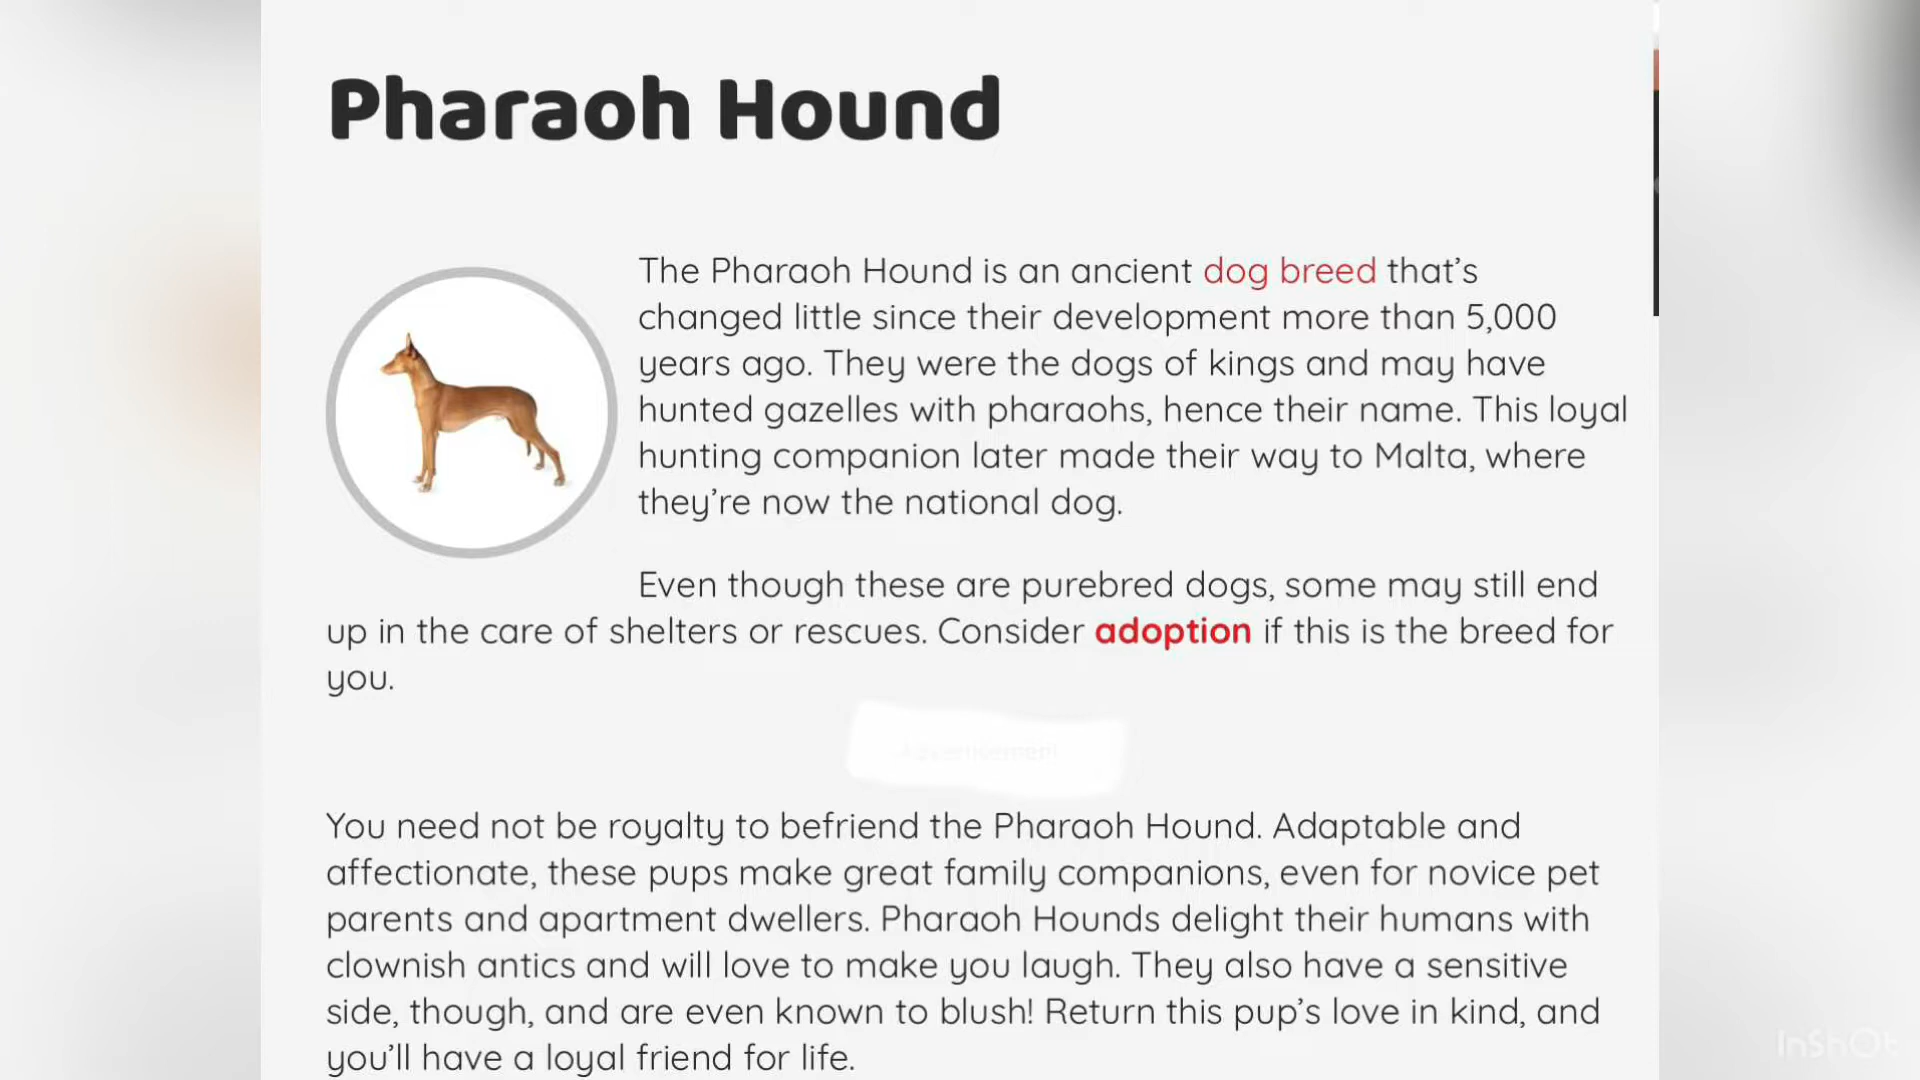 Pharaoh Hound
The Pharaoh Hound is an ancient dog breed that’s
changed little since their development more than 5,000
years ago. They were the dogs of kings and may have
hunted gazelles with pharaohs, hence their name. This loyal
hunting companion later made their way to Malta, where
they’re now the national dog.
Even though these are purebred dogs, some may still end
up in the care of shelters or rescues. Consider adoption if this is the breed for
you.
Advertisement
You need not be royalty to befriend the Pharaoh Hound. Adaptable and
affectionate, these pups make great family companions, even for novice pet
parents and apartment dwellers. Pharaoh Hounds delight their humans with
clownish antics and will love to make you laugh. They also have a sensitive
side, though, and are even known to blush! Return this pup’s love in kind, and
you’ll have a loyal friend for life.
InShOt